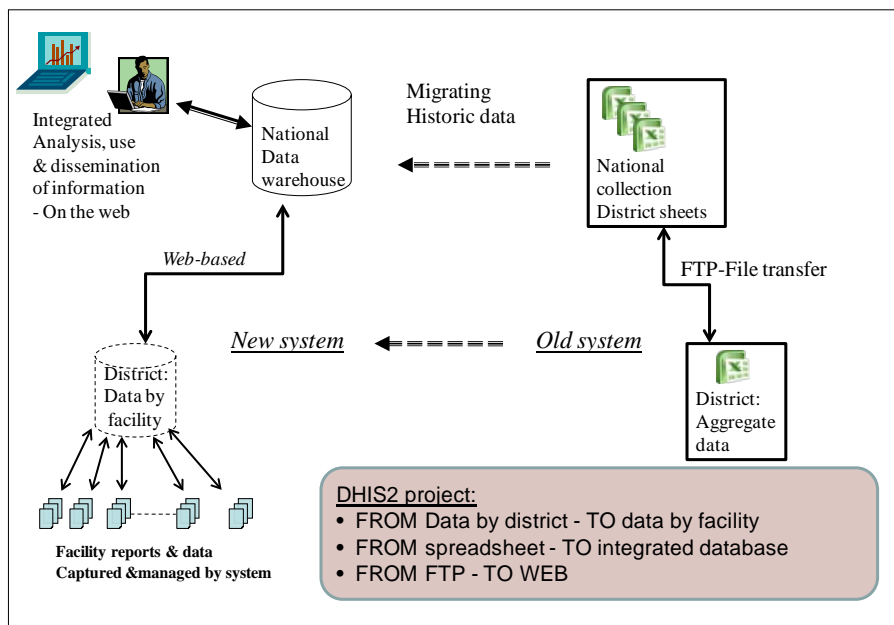 Integrated
Analysis, use
& dissemination
of information
- On the web
National
Data
warehouse
Migrating
Historic data
National
collection
District sheets
Web-based
FTP-File transfer
New system
Old system
District:
Data by
facility
District:
Aggregate
data
Facility reports & data
Captured &managed by system
DHIS2 project:
• FROM Data by district - TO data by facility
• FROM spreadsheet - TO integrated database
• FROM FTP - TO WEB